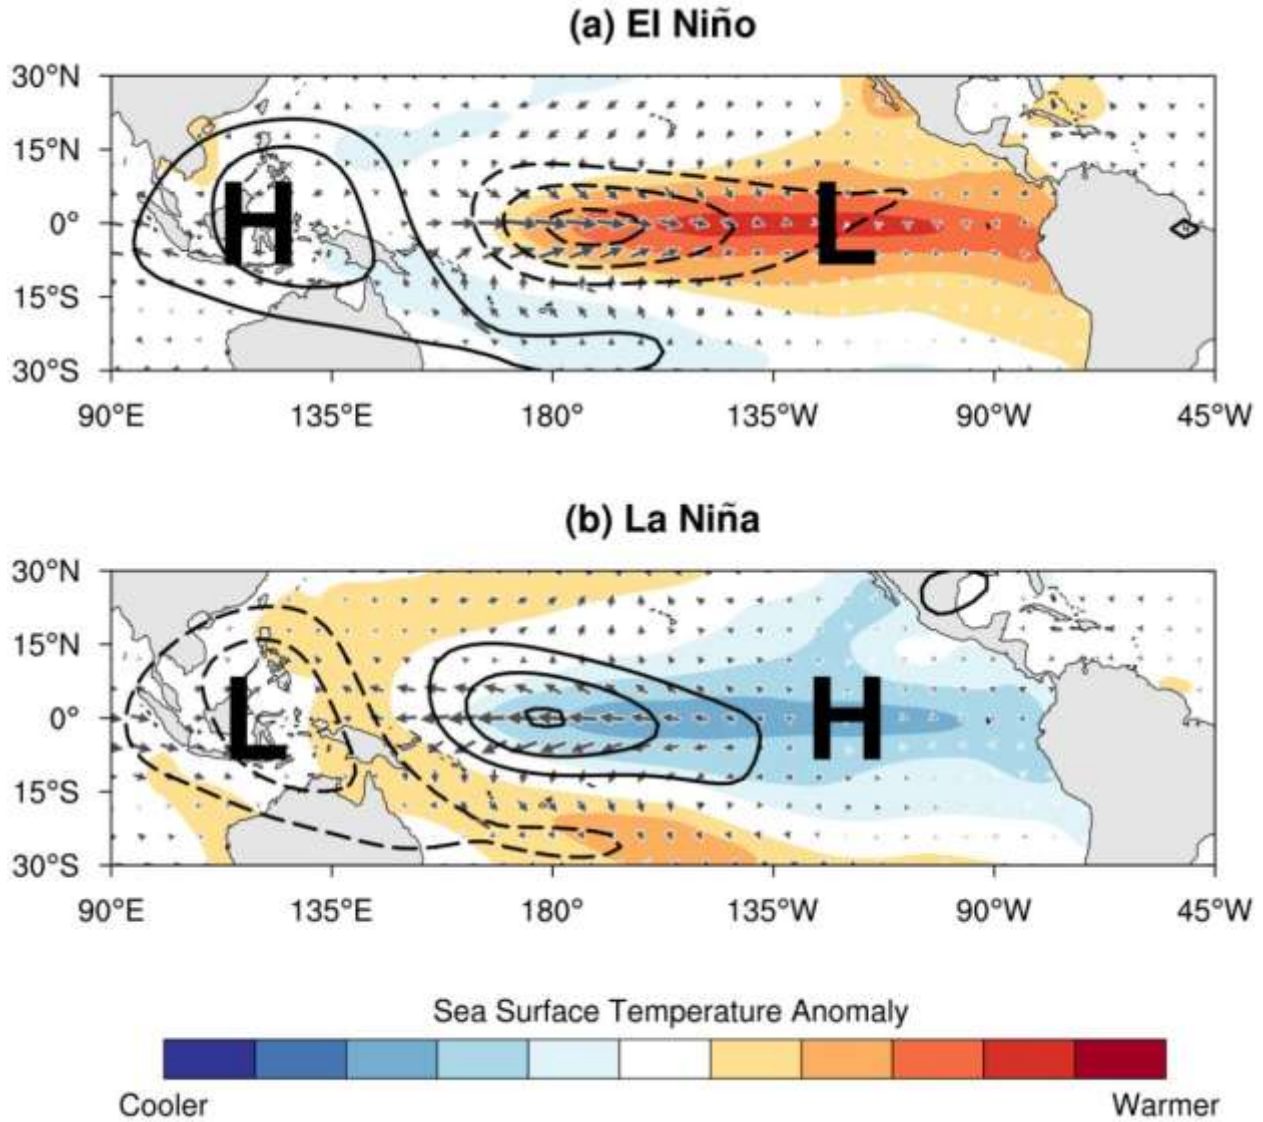 (a) El Niño
30°N
15°N
0°
15°S
30°S
H
L
90°E 135°E 180° 135°W 90°W 45°W
(b) La Niña
30°N
15°N
0°
15°S
30°S
L
H
90°E 135°E 180° 135°W 90°W 45°W
Sea Surface Temperature Anomaly
Cooler Warmer